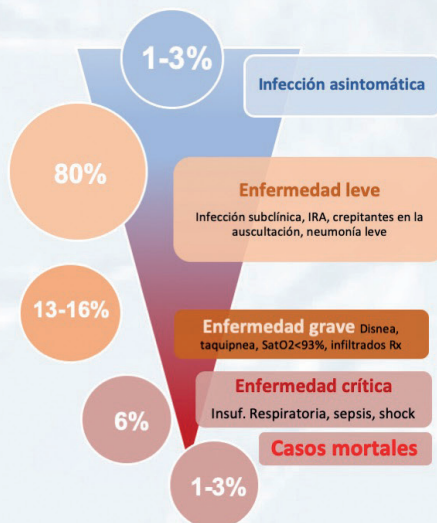 1-3%
Infección asintomática
80%
Enfermedad leve
Infección subclínica, IRA, crepitantes en la
auscultación, neumonía leve
13-16%
Enfermedad grave Disnea,
taquipnea, SatO2<93%, infiltrados Rx
Enfermedad crítica
6%
Insuf. Respiratoria, sepsis, shock
Casos mortales
1-3%